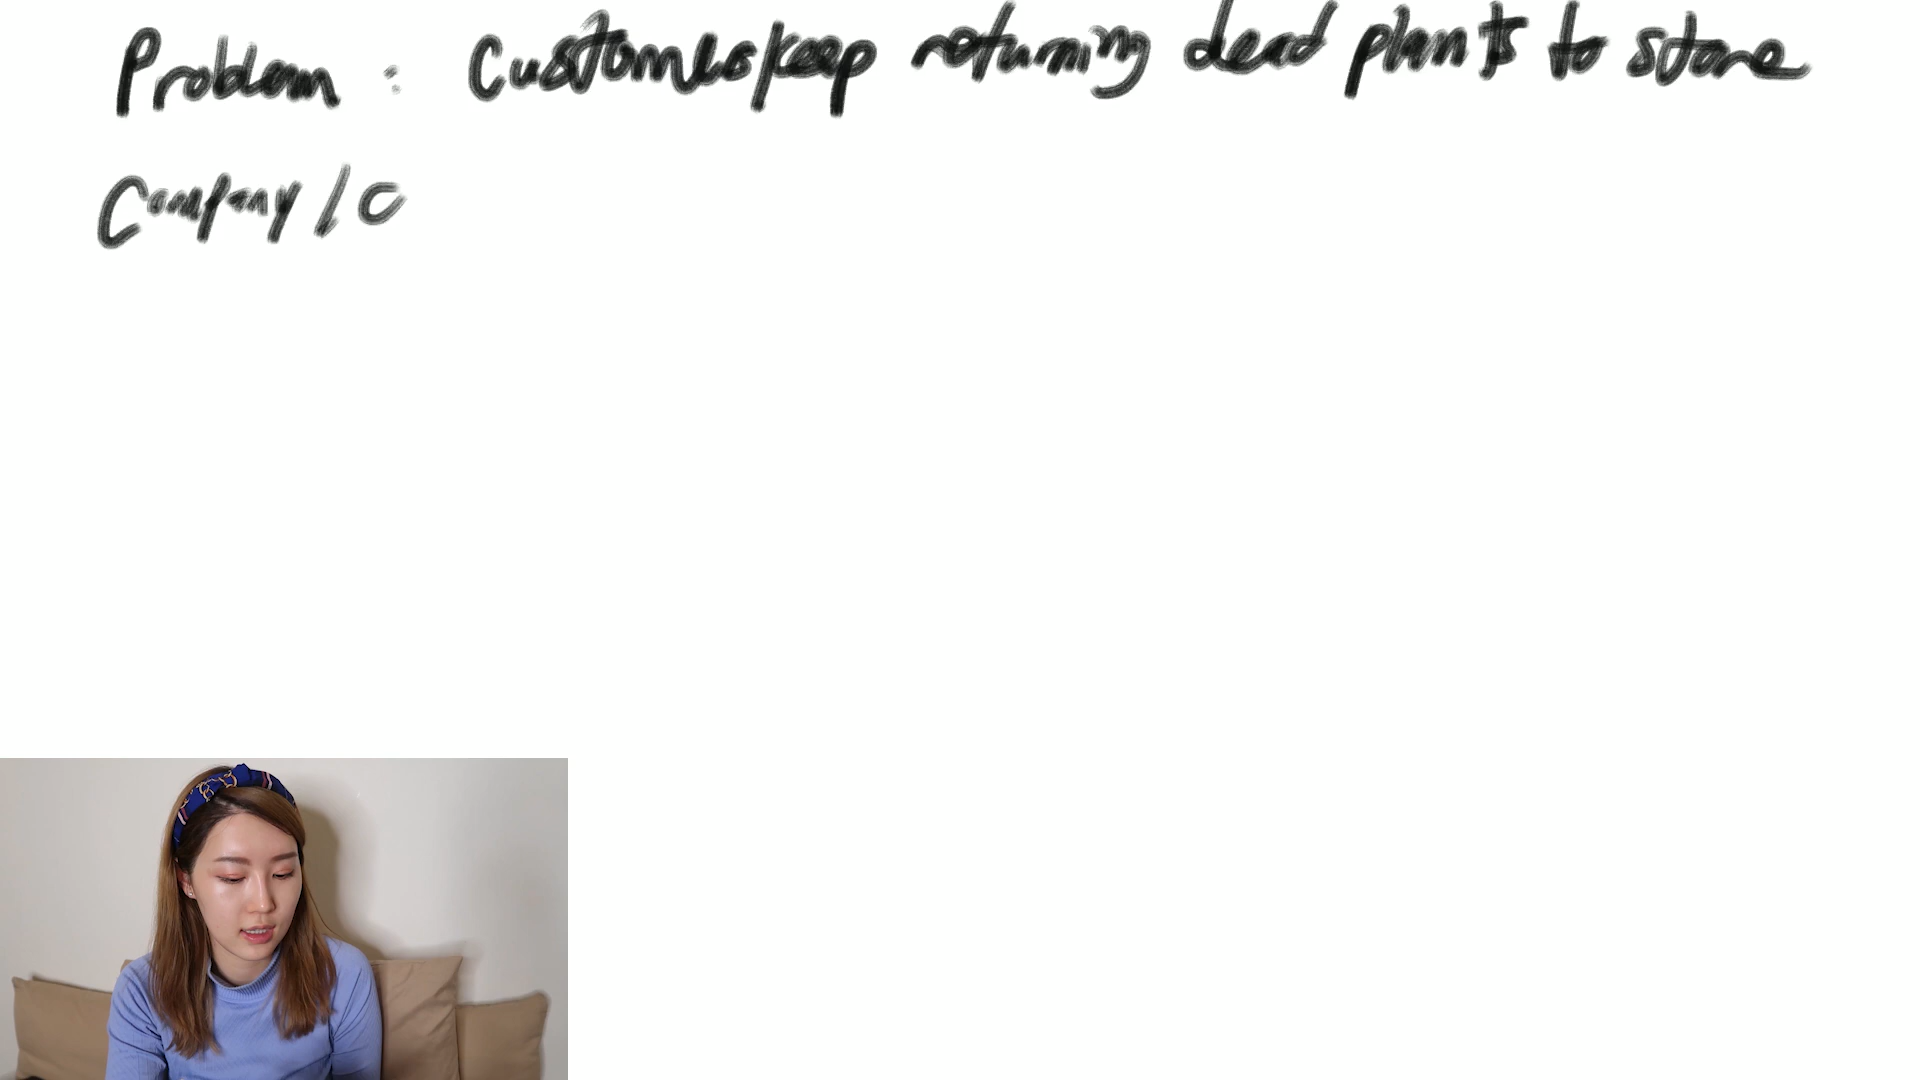 Problem : Customers keep returning dead plants to store
Company / C